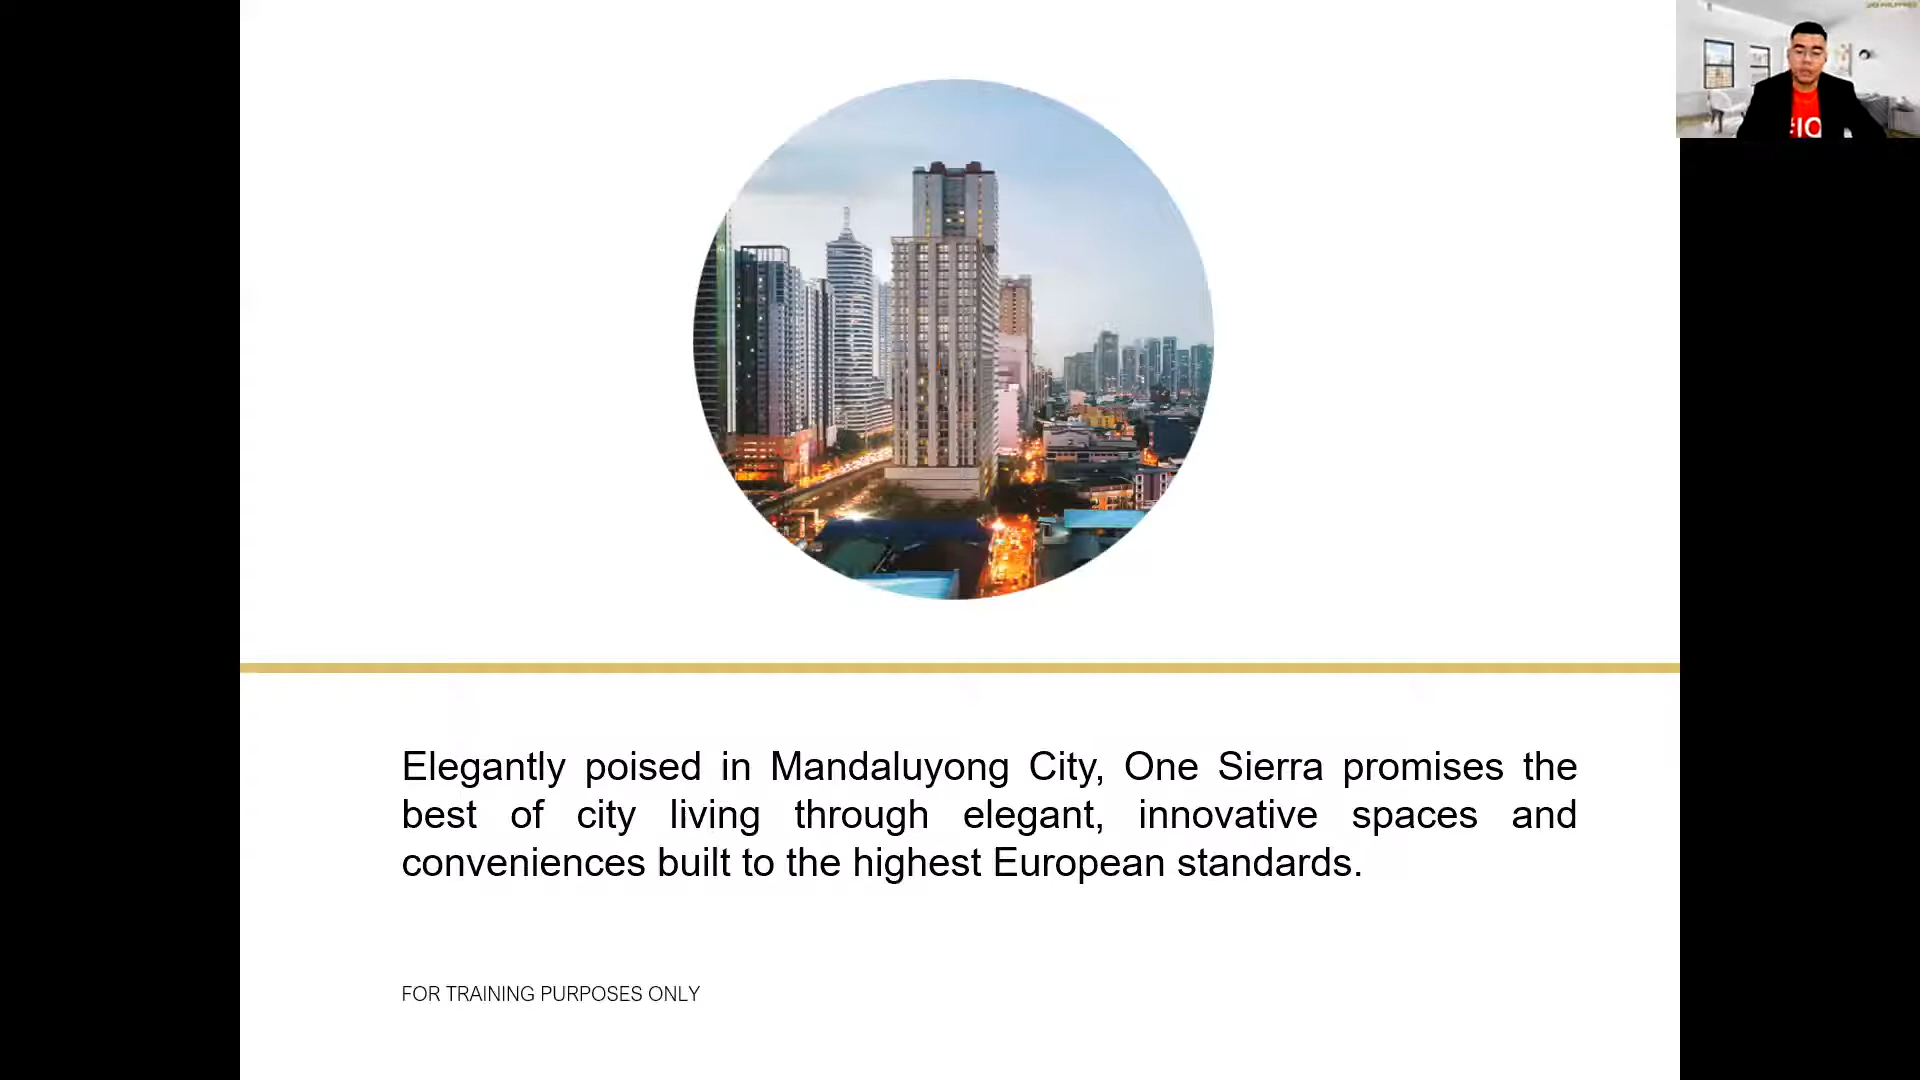 #IO
Elegantly poised in Mandaluyong City, One Sierra promises the
best of city living through elegant, innovative spaces and
conveniences built to the highest European standards.
FOR TRAINING PURPOSES ONLY